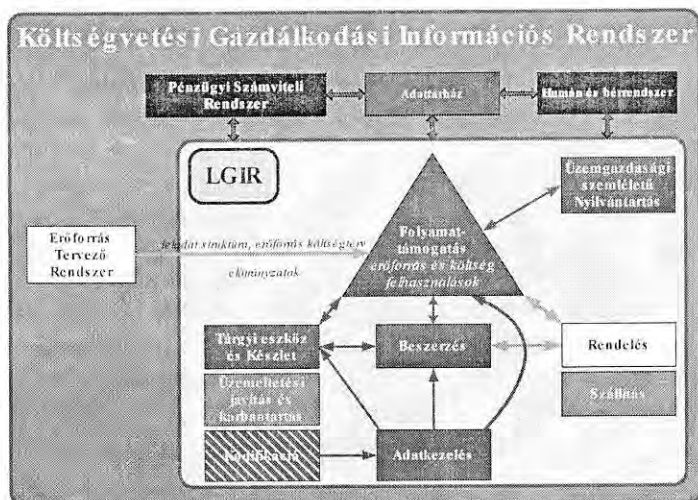 Költségvetési Gazdálkodási Információs Rendszer
Pénzügyi Számviteli
Rendszer
Adattárház
Humán és bérrendszer
LGIR
Üzemgazdasági
szemléletű
Nyilvántartás
Folyamat-
támogatás
erőforrás és költség
felhasználások
Erőforrás
Tervező
Rendszer
feladat struktúra, erőforrás költségterv
előirányzatok
Tárgyi eszköz
és Készlet
Beszerzés
Rendelés
Üzemeltetési
javítás és
karbantartás
Szállítás
Kodifikáció
Adatkezelés